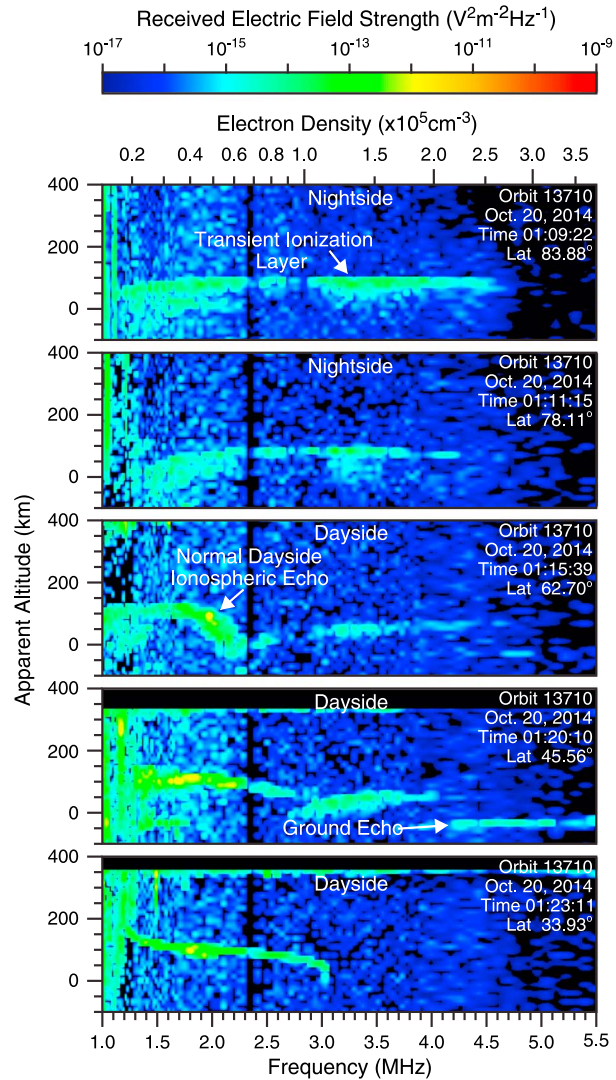 Received Electric Field Strength (V²m⁻²Hz⁻¹)
10⁻¹⁷ 10⁻¹⁵ 10⁻¹³ 10⁻¹¹ 10⁻⁹
Electron Density (x10⁵cm⁻³)
0.2 0.4 0.6 0.8 1.0 1.5 2.0 2.5 3.0 3.5
Apparent Altitude (km)
400
200
0
Nightside
Transient Ionization
Layer
Orbit 13710
Oct. 20, 2014
Time 01:09:22
Lat 83.88°
400
200
0
Nightside
Orbit 13710
Oct. 20, 2014
Time 01:11:15
Lat 78.11°
400
200
0
Dayside
Normal Dayside
Ionospheric Echo
Orbit 13710
Oct. 20, 2014
Time 01:15:39
Lat 62.70°
400
200
0
Dayside
Ground Echo
Orbit 13710
Oct. 20, 2014
Time 01:20:10
Lat 45.56°
400
200
0
Dayside
Orbit 13710
Oct. 20, 2014
Time 01:23:11
Lat 33.93°
1.0 1.5 2.0 2.5 3.0 3.5 4.0 4.5 5.0 5.5
Frequency (MHz)